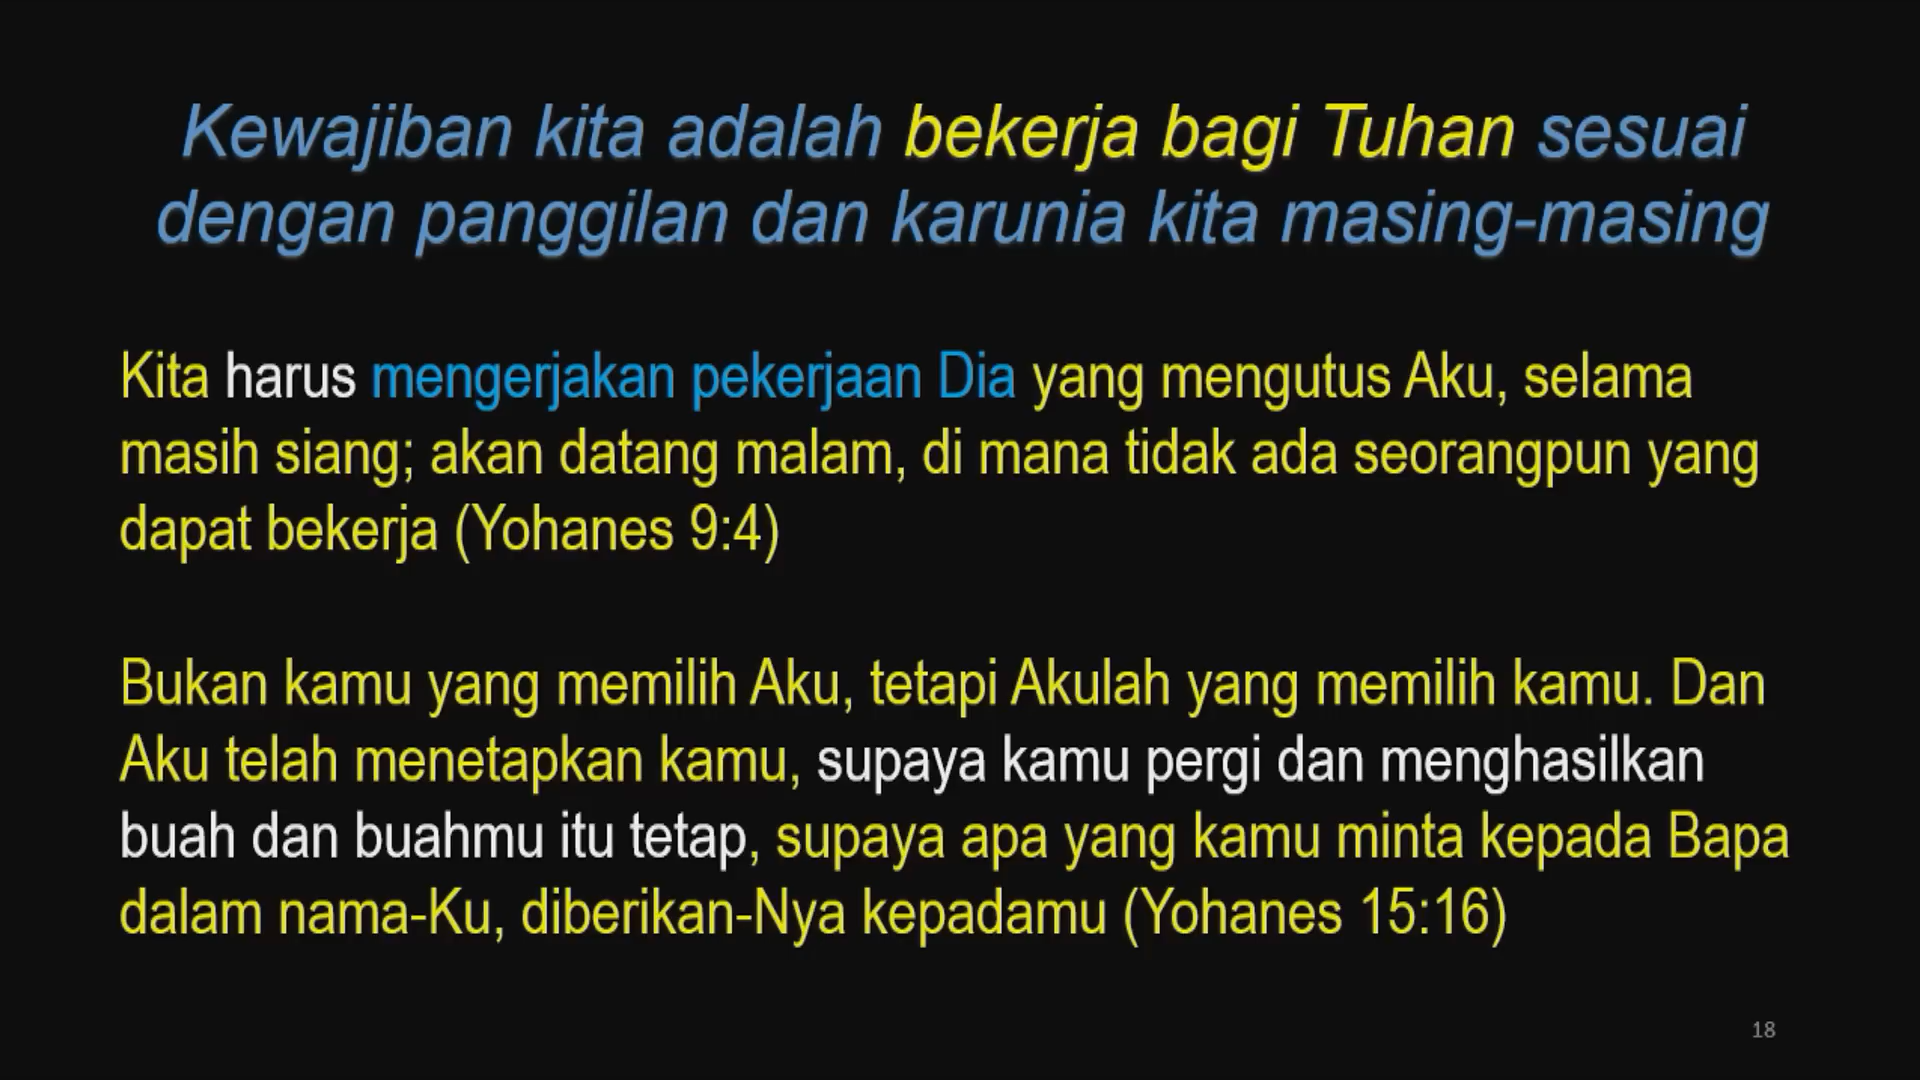 Kewajiban kita adalah bekerja bagi Tuhan sesuai
dengan panggilan dan karunia kita masing-masing
Kita harus mengerjakan pekerjaan Dia yang mengutus Aku, selama
masih siang; akan datang malam, di mana tidak ada seorangpun yang
dapat bekerja (Yohanes 9:4)
Bukan kamu yang memilih Aku, tetapi Akulah yang memilih kamu. Dan
Aku telah menetapkan kamu, supaya kamu pergi dan menghasilkan
buah dan buahmu itu tetap, supaya apa yang kamu minta kepada Bapa
dalam nama-Ku, diberikan-Nya kepadamu (Yohanes 15:16)
18